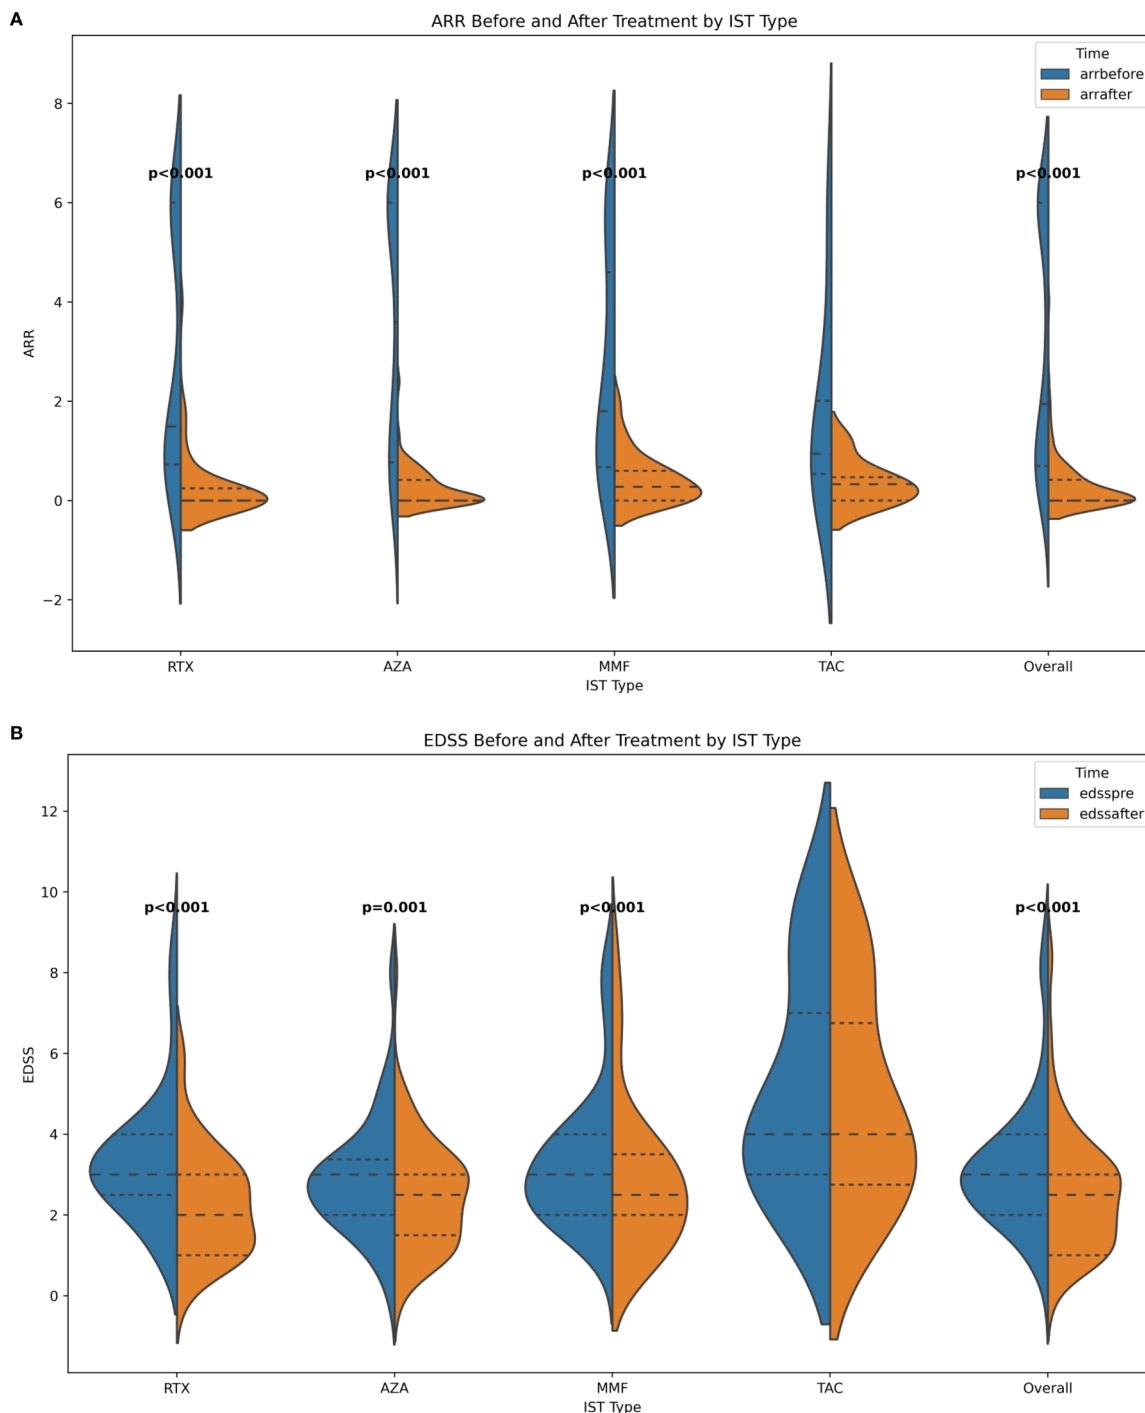 A
ARR Before and After Treatment by IST Type
Time
arrbefore
arrafter
p<0.001 p<0.001 p<0.001 p<0.001
8
6
4
2
0
−2
ARR
RTX AZA MMF TAC Overall
IST Type
B
EDSS Before and After Treatment by IST Type
Time
edsspre
edssafter
p<0.001 p=0.001 p<0.001 p<0.001
12
10
8
6
4
2
0
EDSS
RTX AZA MMF TAC Overall
IST Type